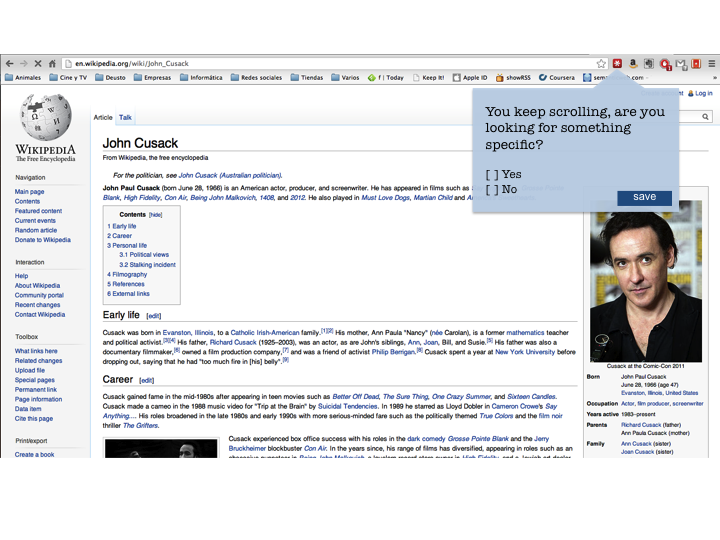 en.wikipedia.org/wiki/John_Cusack
Animales Cine y TV Deusto Empresas Informática Redes sociales Tiendas Varios f | Today Keep It! Apple ID showRSS Coursera
Log in
WIKIPEDIA
The Free Encyclopedia
Navigation
Main page
Contents
Featured content
Current events
Random article
Donate to Wikipedia
Interaction
Help
About Wikipedia
Community portal
Recent changes
Contact Wikipedia
Toolbox
What links here
Related changes
Upload file
Special pages
Permanent link
Page information
Data item
Cite this page
Print/export
Create a book
Article Talk
John Cusack
From Wikipedia, the free encyclopedia
For the politician, see John Cusack (Australian politician).
John Paul Cusack (born June 28, 1966) is an American actor, producer, and screenwriter. He has appeared in films such as
Blank, High Fidelity, Con Air, Being John Malkovich, 1408, and 2012. He also played in Must Love Dogs, Martian Child and
Contents [hide]
1 Early life
2 Career
3 Personal life
3.1 Political views
3.2 Stalking incident
4 Filmography
5 References
6 External links
Early life [edit]
Cusack was born in Evanston, Illinois, to a Catholic Irish-American family.[1][2] His mother, Ann Paula "Nancy" (née Carolan), is a former mathematics teacher
and political activist.[3][4] His father, Richard Cusack (1925–2003), was an actor, as are John's siblings, Ann, Joan, Bill, and Susie.[5] His father was also a
documentary filmmaker,[6] owned a film production company,[7] and was a friend of activist Philip Berrigan.[8] Cusack spent a year at New York University before
dropping out, saying that he had "too much fire in [his] belly".[9]
Career [edit]
Cusack gained fame in the mid-1980s after appearing in teen movies such as Better Off Dead, The Sure Thing, One Crazy Summer, and Sixteen Candles.
Cusack made a cameo in the 1988 music video for "Trip at the Brain" by Suicidal Tendencies. In 1989 he starred as Lloyd Dobler in Cameron Crowe's Say
Anything.... His roles broadened in the late 1980s and early 1990s with more serious-minded fare such as the politically themed True Colors and the film noir
thriller The Grifters.
Cusack experienced box office success with his roles in the dark comedy Grosse Pointe Blank and the Jerry
Bruckheimer blockbuster Con Air. In the years since, his range of films has diversified, appearing in roles such as an
You keep scrolling, are you
looking for something
specific?
[ ] Yes
[ ] No
save
Cusack at the Comic-Con 2011
Born John Paul Cusack
June 28, 1966 (age 47)
Evanston, Illinois, United States
Occupation Actor, film producer, screenwriter
Years active 1983–present
Parents Richard Cusack (father)
Ann Paula Cusack (mother)
Family Ann Cusack (sister)
Joan Cusack (sister)